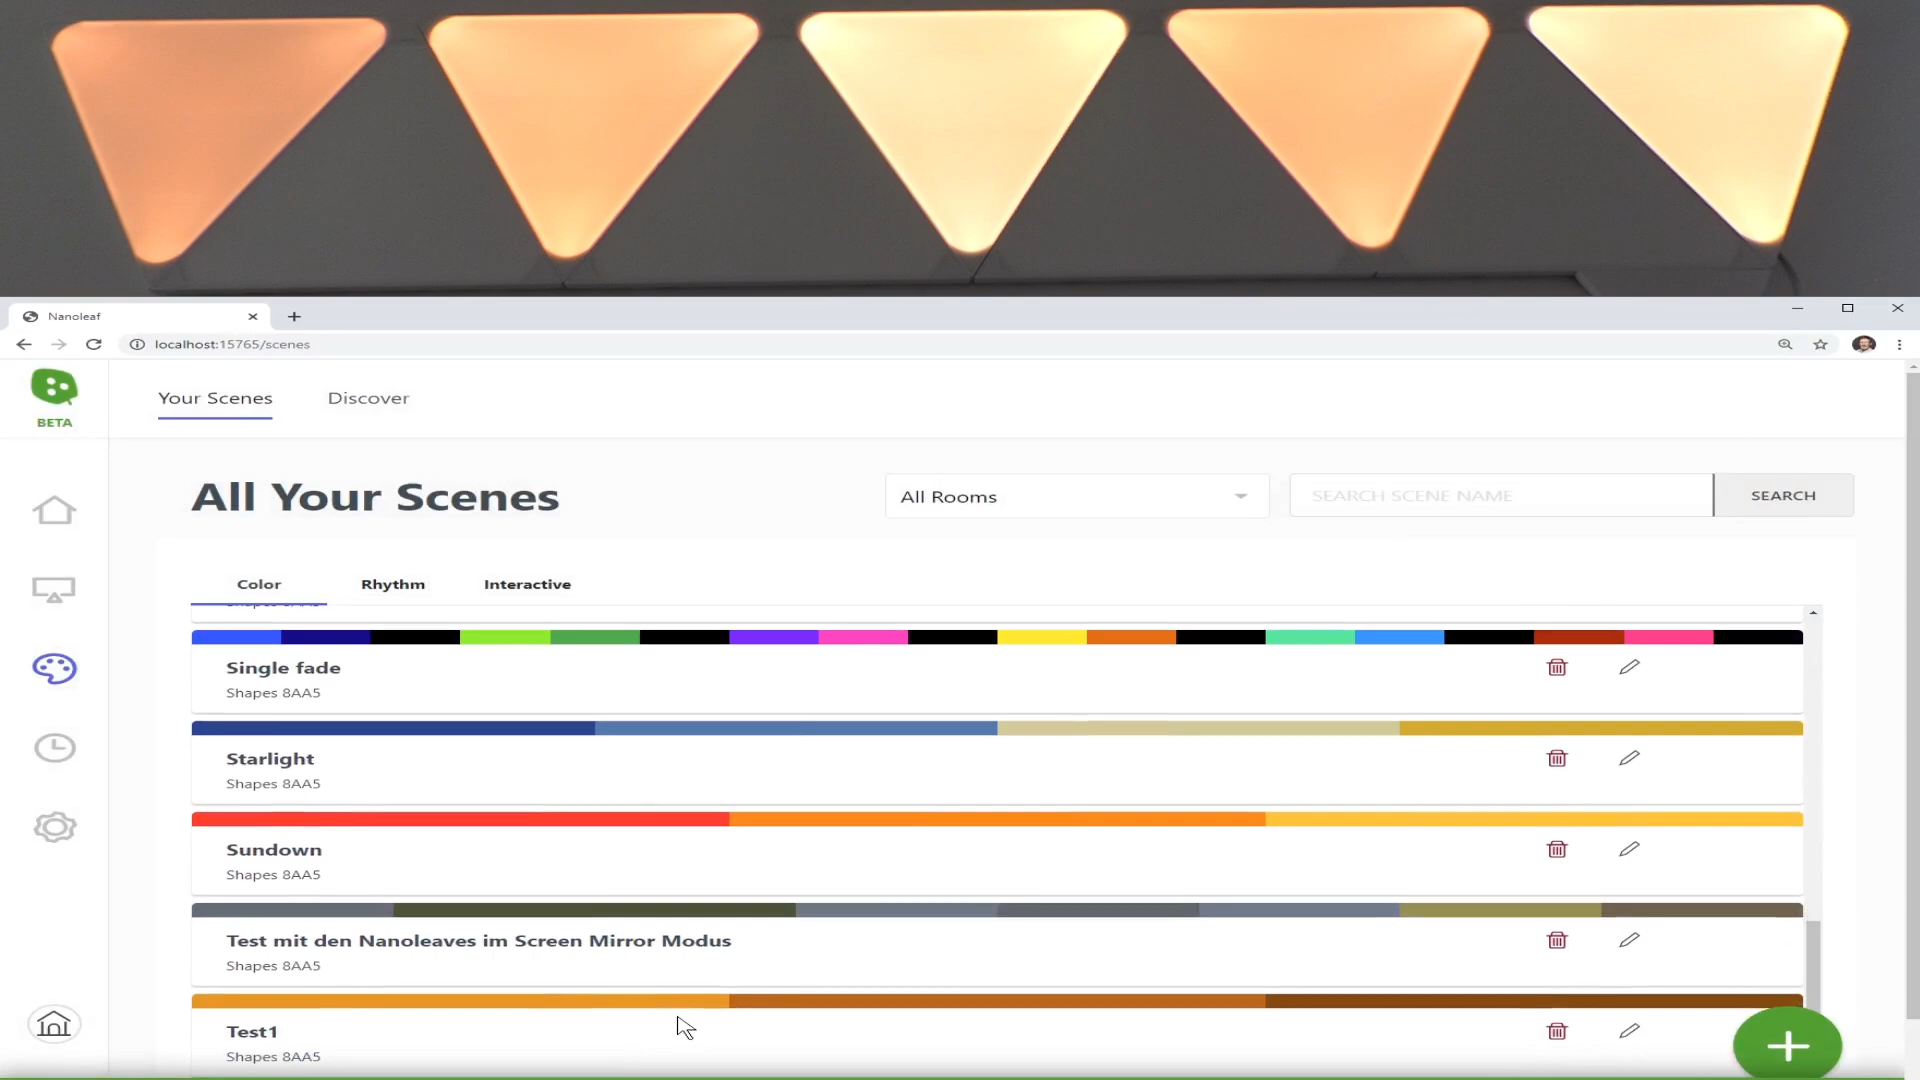 Nanoleaf
localhost:15765/scenes
BETA
Your Scenes
Discover
All Your Scenes
All Rooms
SEARCH SCENE NAME
SEARCH
Color
Rhythm
Interactive
Shapes 8AA5
Single fade
Shapes 8AA5
Starlight
Shapes 8AA5
Sundown
Shapes 8AA5
Test mit den Nanoleaves im Screen Mirror Modus
Shapes 8AA5
Test1
Shapes 8AA5